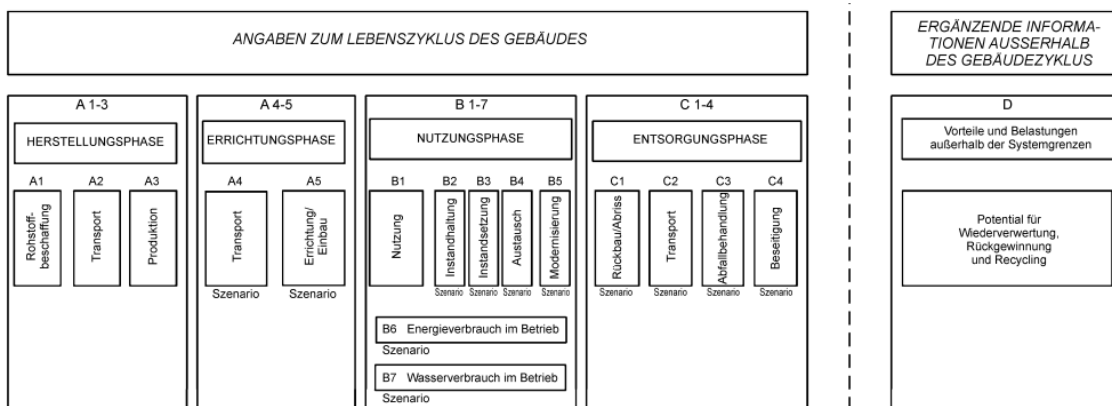 ANGABEN ZUM LEBENSZYKLUS DES GEBÄUDES
ERGÄNZENDE INFORMA-
TIONEN AUSSERHALB
DES GEBÄUDEZYKLUS
A 1-3
HERSTELLUNGSPHASE
A1
A2
A3
Rohstoff-
beschaffung
Transport
Produktion
A 4-5
ERRICHTUNGSPHASE
A4
A5
Transport
Errichtung/
Einbau
Szenario
Szenario
B 1-7
NUTZUNGSPHASE
B1
B2
B3
B4
B5
Nutzung
Instandhaltung
Instandsetzung
Austausch
Modernisierung
Szenario
Szenario
Szenario
Szenario
B6 Energieverbrauch im Betrieb
Szenario
B7 Wasserverbrauch im Betrieb
Szenario
C 1-4
ENTSORGUNGSPHASE
C1
C2
C3
C4
Rückbau/Abriss
Transport
Abfallbehandlung
Beseitigung
Szenario
Szenario
Szenario
Szenario
D
Vorteile und Belastungen
außerhalb der Systemgrenzen
Potential für
Wiederverwertung,
Rückgewinnung
und Recycling